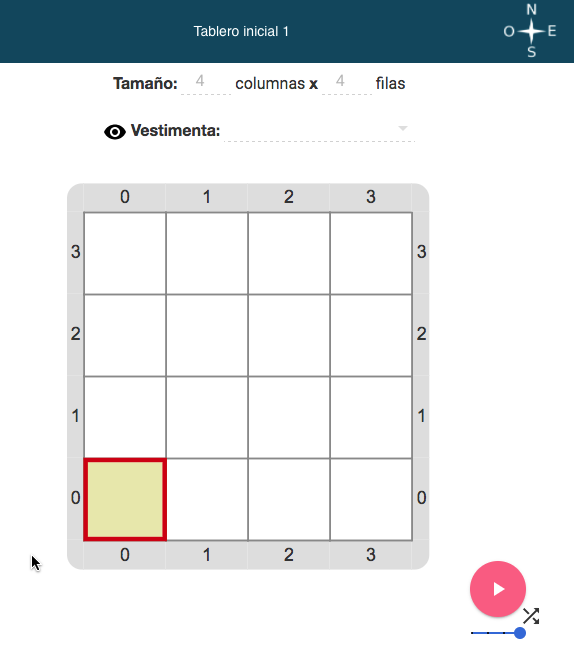 Tablero inicial 1
N
O E
S
Tamaño: 4 columnas x 4 filas
Vestimenta:
0 1 2 3
3 3
2 2
1 1
0 0
0 1 2 3